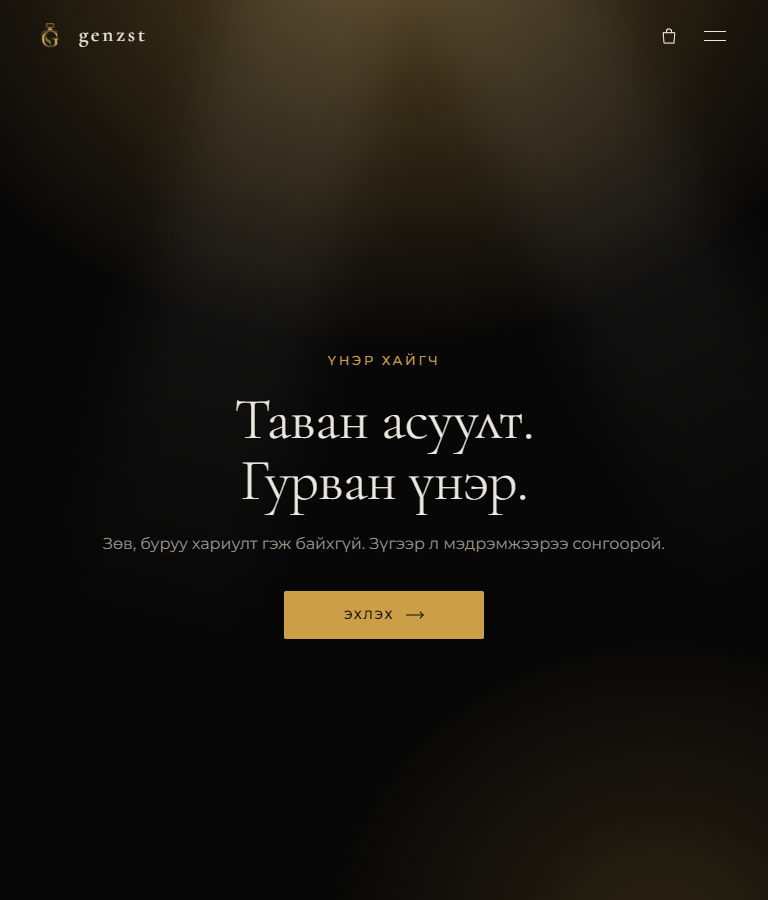 genzst
ҮНЭР ХАЙГЧ
Таван асуулт.
Гурван үнэр.
Зөв, буруу хариулт гэж байхгүй. Зүгээр л мэдрэмжээрээ сонгоорой.
ЭХЛЭХ